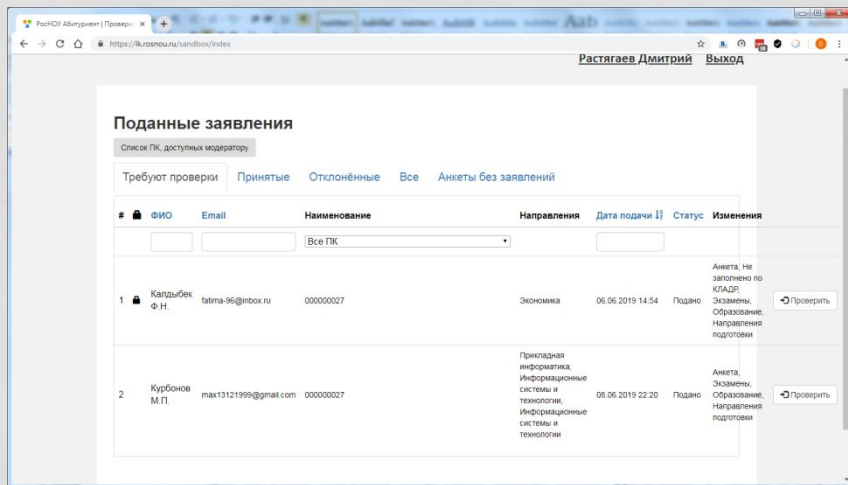 РосНОУ Абитуриент | Проверк
https://lk.rosnou.ru/sandbox/index
Растягаев Дмитрий Выход
Поданные заявления
Список ПК, доступных модератору
Требуют проверки Принятые Отклонённые Все Анкеты без заявлений
# ФИО Email Наименование Направления Дата подачи Статус Изменения
Все ПК
1 Калдыбек Ф.Н. fatima-96@inbox.ru 000000027 Экономика 06.06.2019 14:54 Подано
Анкета, Не
заполнено по
КЛАДР,
Экзамены,
Образование,
Направления
подготовки
Проверить
2 Курбонов М.П. max13121999@gmail.com 000000027
Прикладная
информатика,
Информационные
системы и
технологии,
Информационные
системы и
технологии
08.06.2019 22:20 Подано
Анкета,
Экзамены,
Образование,
Направления
подготовки
Проверить